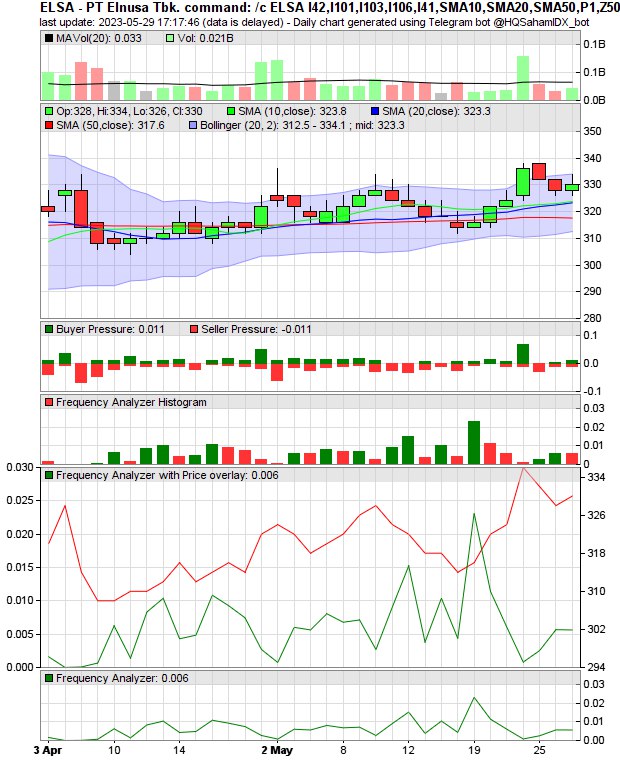 ELSA - PT Elnusa Tbk. command: /c ELSA I42,I101,I103,I106,I41,SMA10,SMA20,SMA50,P1,Z50
last update: 2023-05-29 17:17:46 (data is delayed) - Daily chart generated using Telegram bot @HQSahamIDX_bot
MAVol(20): 0.033 Vol: 0.021B
0.1B
0.1B
0.0B
Op:328, Hi:334, Lo:326, Cl:330 SMA (10,close): 323.8 SMA (20,close): 323.3
SMA (50,close): 317.6 Bollinger (20, 2): 312.5 - 334.1 ; mid: 323.3
350
340
330
320
310
300
290
280
Buyer Pressure: 0.011 Seller Pressure: -0.011
0.1
0.0
-0.1
Frequency Analyzer Histogram
0.03
0.02
0.01
0
Frequency Analyzer with Price overlay: 0.006
0.030
0.025
0.020
0.015
0.010
0.005
0.000
334
326
318
310
302
294
Frequency Analyzer: 0.006
0.03
0.02
0.01
0.00
3 Apr 10 14 2 May 8 12 19 25